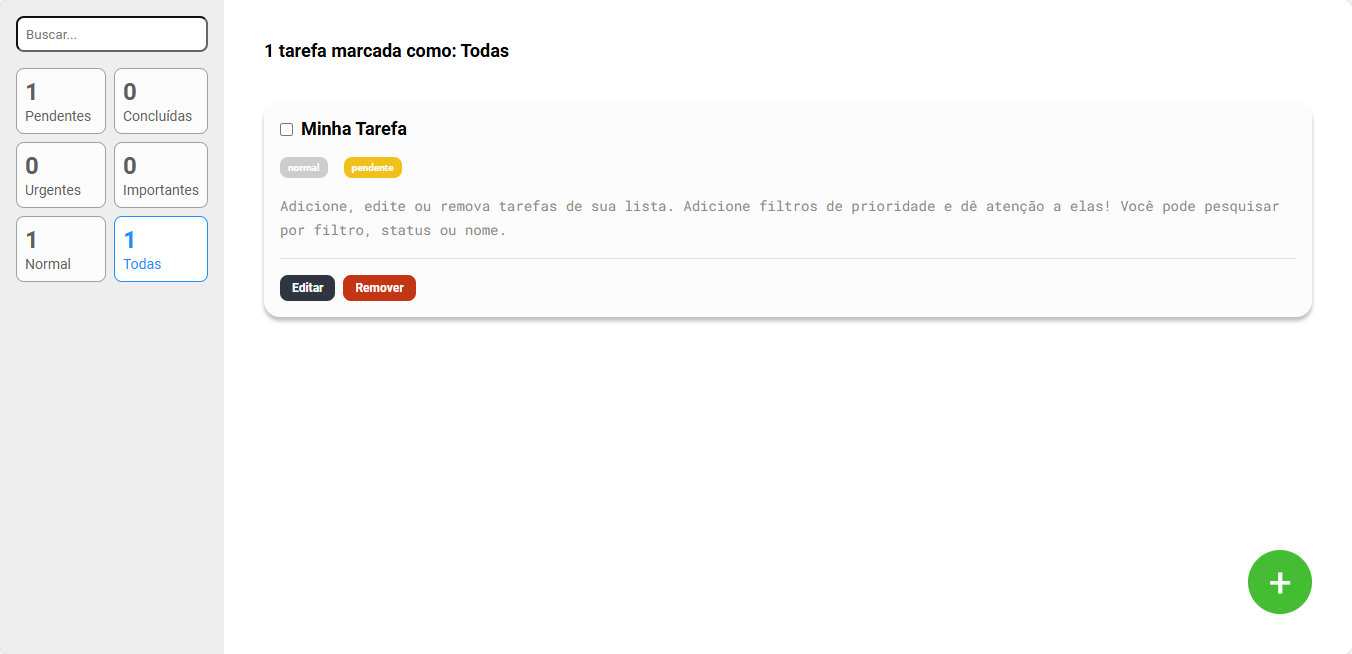 Buscar...
1
Pendentes
0
Concluídas
0
Urgentes
0
Importantes
1
Normal
1
Todas
1 tarefa marcada como: Todas
Minha Tarefa
normal
pendente
Adicione, edite ou remova tarefas de sua lista. Adicione filtros de prioridade e dê atenção a elas! Você pode pesquisar
por filtro, status ou nome.
Editar
Remover
+